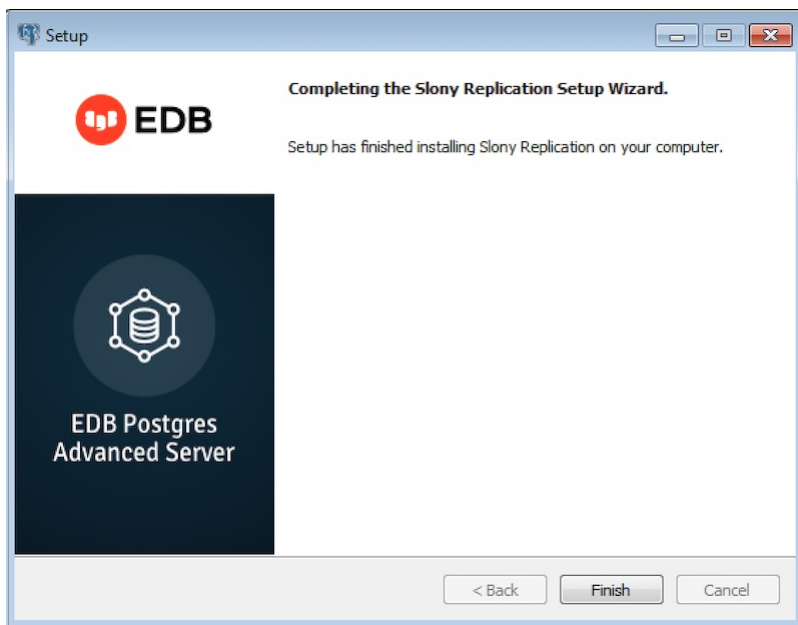 Setup
EDB
Completing the Slony Replication Setup Wizard.
Setup has finished installing Slony Replication on your computer.
EDB Postgres
Advanced Server
< Back
Finish
Cancel